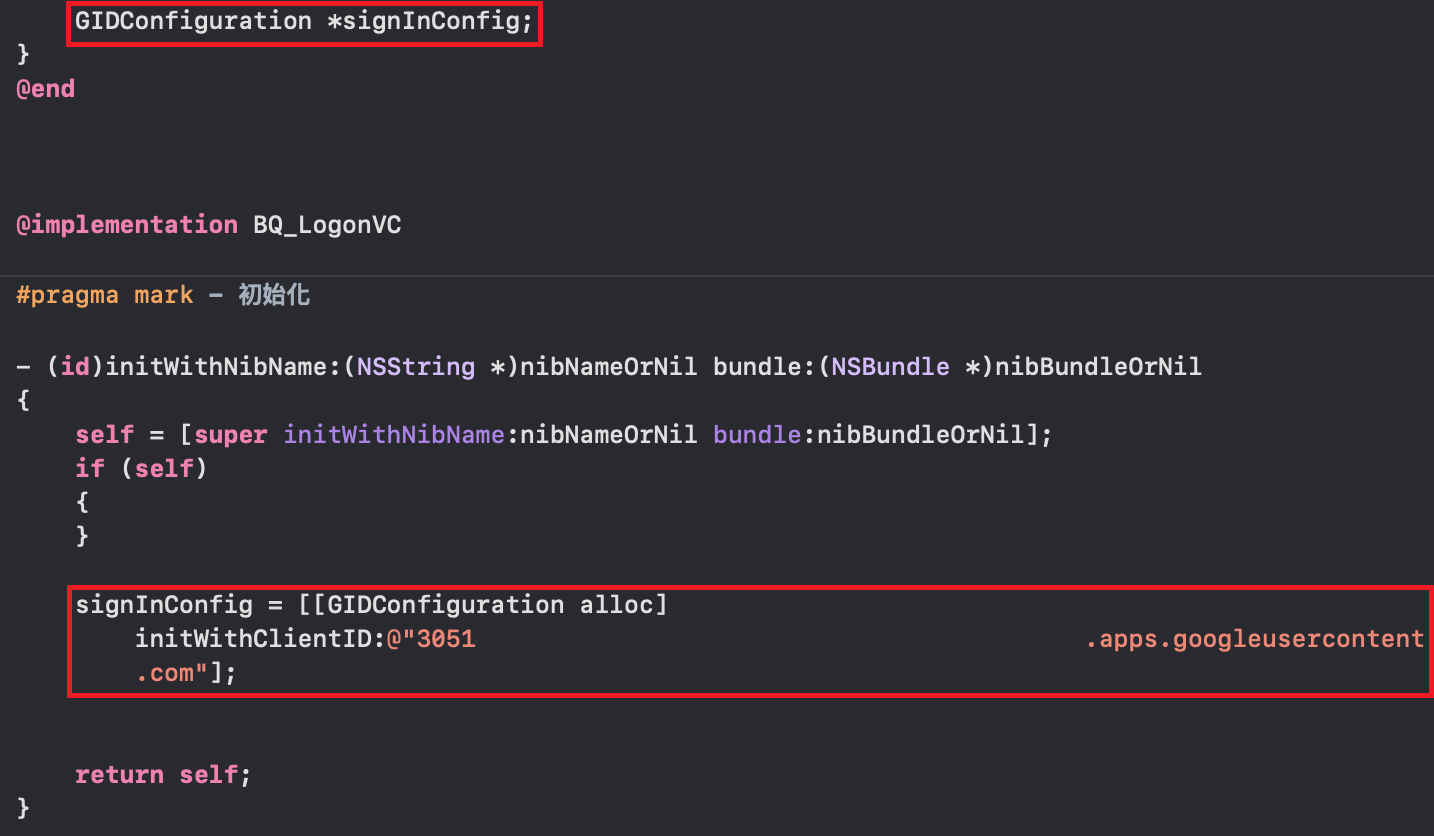 GIDConfiguration *signInConfig;
}
@end
@implementation BQ_LogonVC
#pragma mark - 初始化
- (id)initWithNibName:(NSString *)nibNameOrNil bundle:(NSBundle *)nibBundleOrNil
{
self = [super initWithNibName:nibNameOrNil bundle:nibBundleOrNil];
if (self)
{
}
signInConfig = [[GIDConfiguration alloc]
initWithClientID:@"3051 .apps.googleusercontent
.com"];
return self;
}